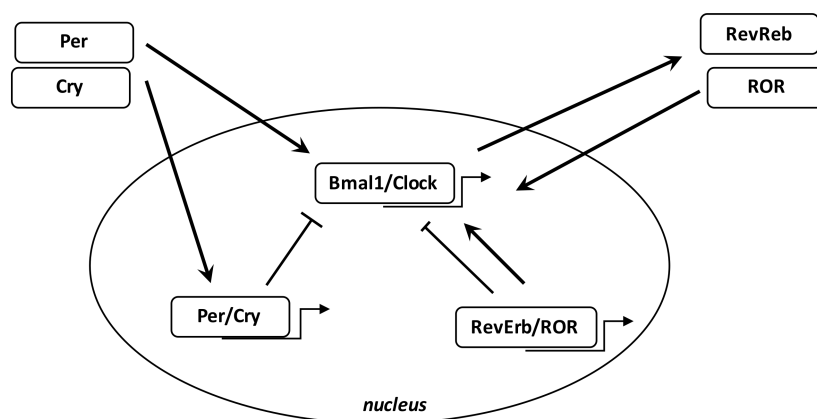 Per
RevReb
Cry
ROR
Bmal1/Clock
Per/Cry
RevErb/ROR
nucleus